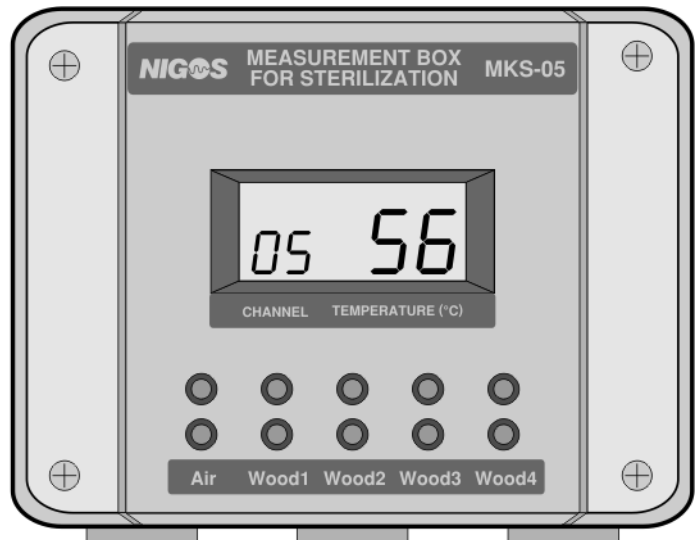 NIGOS MEASUREMENT BOX FOR STERILIZATION MKS-05
05 56
CHANNEL TEMPERATURE (°C)
Air Wood1 Wood2 Wood3 Wood4